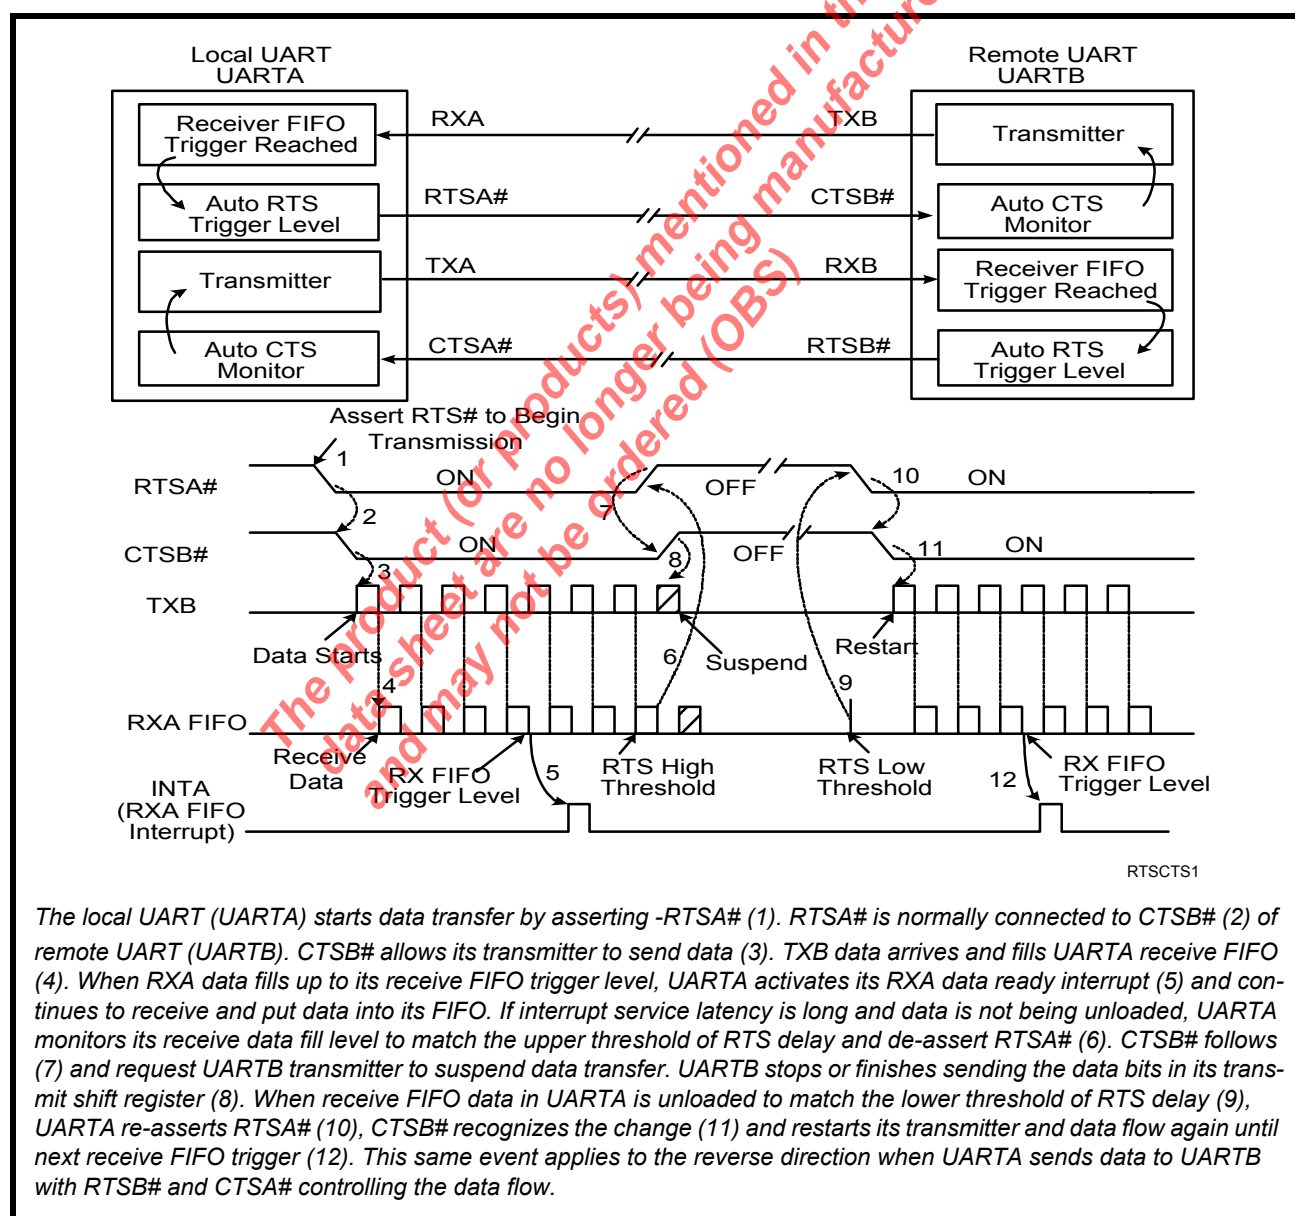 Local UART
UARTA
Remote UART
UARTB
Receiver FIFO
Trigger Reached
RXA
TXB
Transmitter
Auto RTS
Trigger Level
RTSA#
CTSB#
Auto CTS
Monitor
Transmitter
TXA
RXB
Receiver FIFO
Trigger Reached
Auto CTS
Monitor
CTSA#
RTSB#
Auto RTS
Trigger Level
Assert RTS# to Begin
Transmission
1
RTSA#
ON
OFF
10
ON
2
7
CTSB#
ON
8
OFF
11
ON
3
TXB
Data Starts
6
Suspend
Restart
9
4
RXA FIFO
Receive
Data
RX FIFO
Trigger Level
5
RTS High
Threshold
RTS Low
Threshold
12
RX FIFO
Trigger Level
INTA
(RXA FIFO
Interrupt)
RTSCTS1
The product (or products) mentioned in th
data sheet are no longer being manufacture
and may not be ordered (OBS)
The local UART (UARTA) starts data transfer by asserting -RTSA# (1). RTSA# is normally connected to CTSB# (2) of
remote UART (UARTB). CTSB# allows its transmitter to send data (3). TXB data arrives and fills UARTA receive FIFO
(4). When RXA data fills up to its receive FIFO trigger level, UARTA activates its RXA data ready interrupt (5) and con-
tinues to receive and put data into its FIFO. If interrupt service latency is long and data is not being unloaded, UARTA
monitors its receive data fill level to match the upper threshold of RTS delay and de-assert RTSA# (6). CTSB# follows
(7) and request UARTB transmitter to suspend data transfer. UARTB stops or finishes sending the data bits in its trans-
mit shift register (8). When receive FIFO data in UARTA is unloaded to match the lower threshold of RTS delay (9),
UARTA re-asserts RTSA# (10), CTSB# recognizes the change (11) and restarts its transmitter and data flow again until
next receive FIFO trigger (12). This same event applies to the reverse direction when UARTA sends data to UARTB
with RTSB# and CTSA# controlling the data flow.